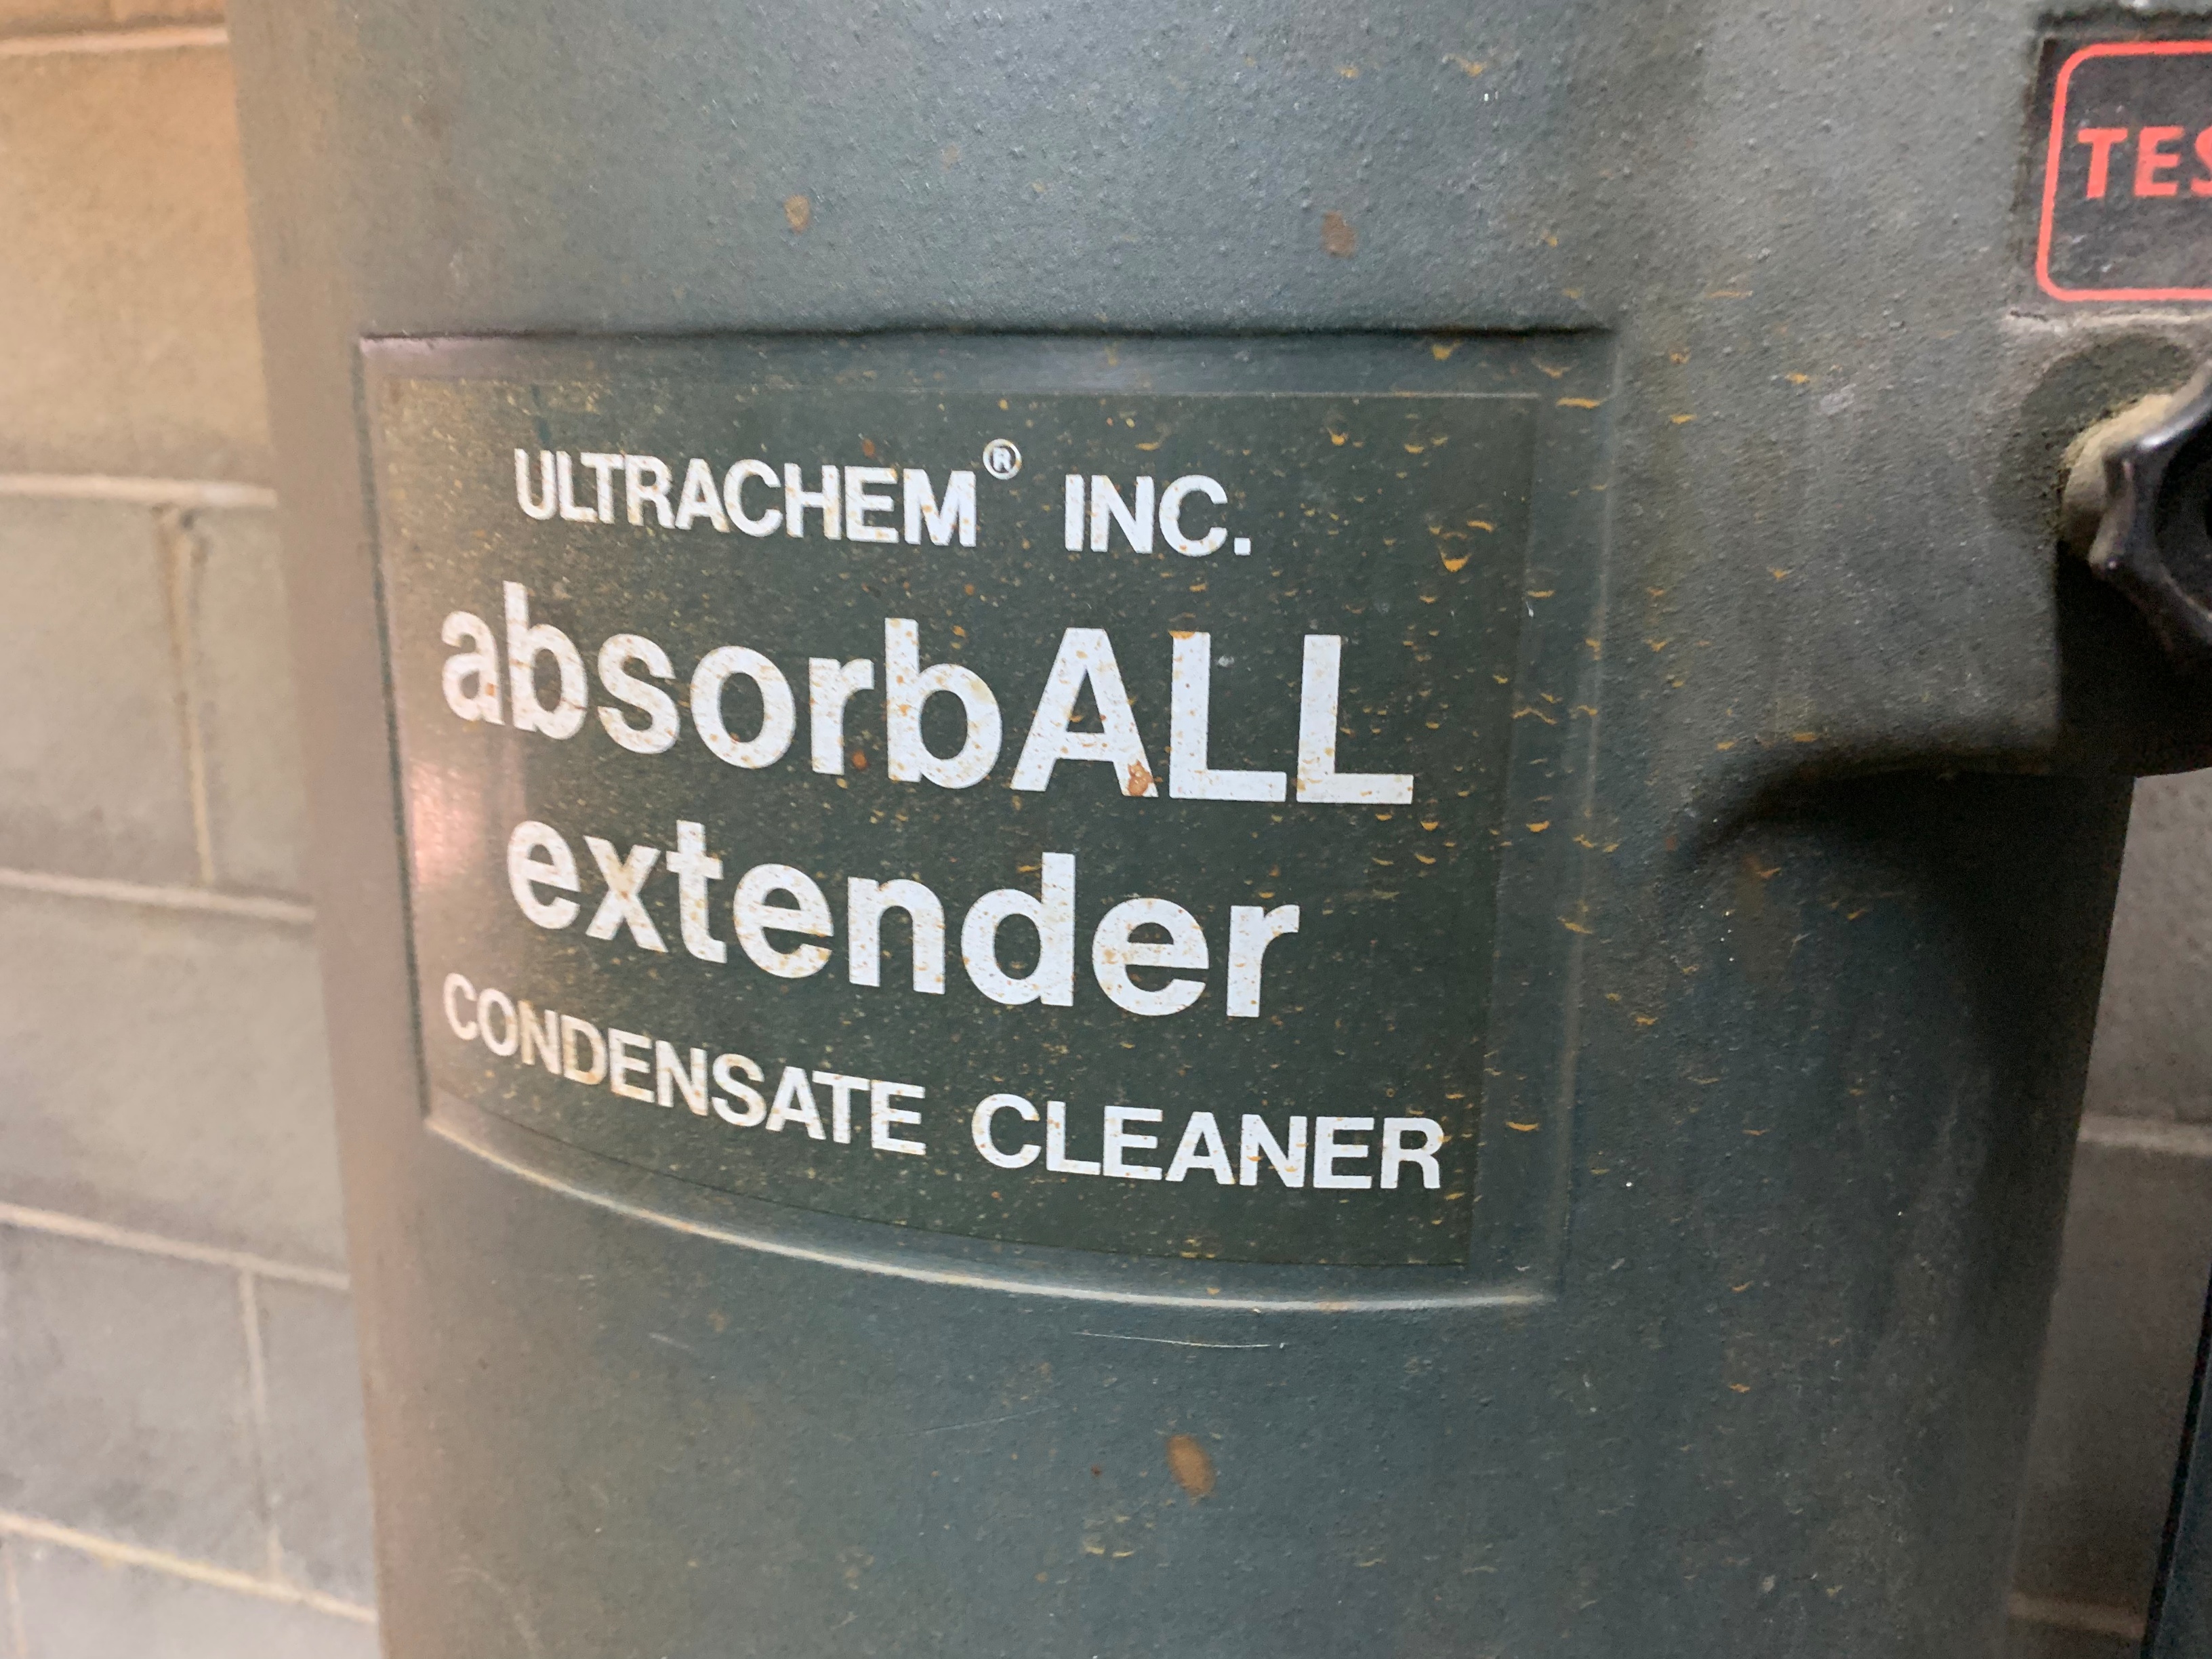 ULTRACHEM® INC.
absorbALL
extender
CONDENSATE CLEANER